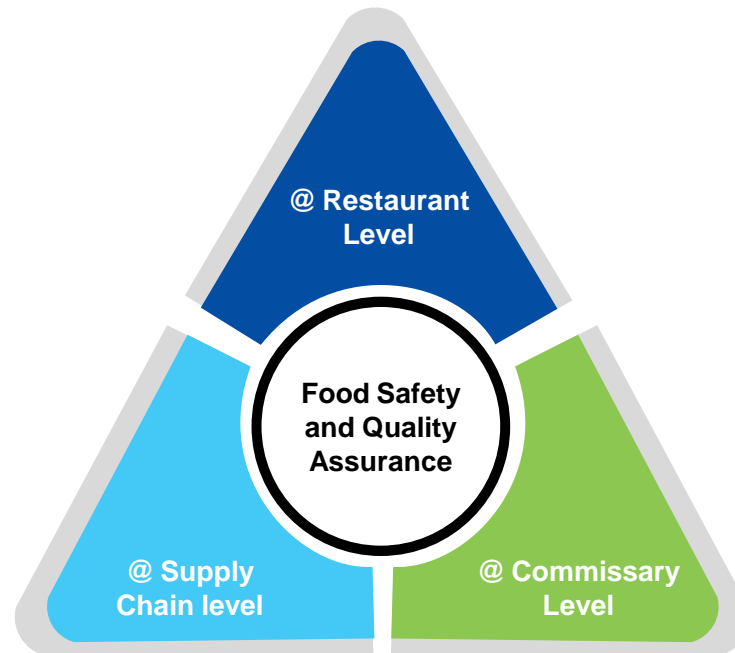 @ Restaurant
Level
Food Safety
and Quality
Assurance
@ Supply
Chain level
@ Commissary
Level